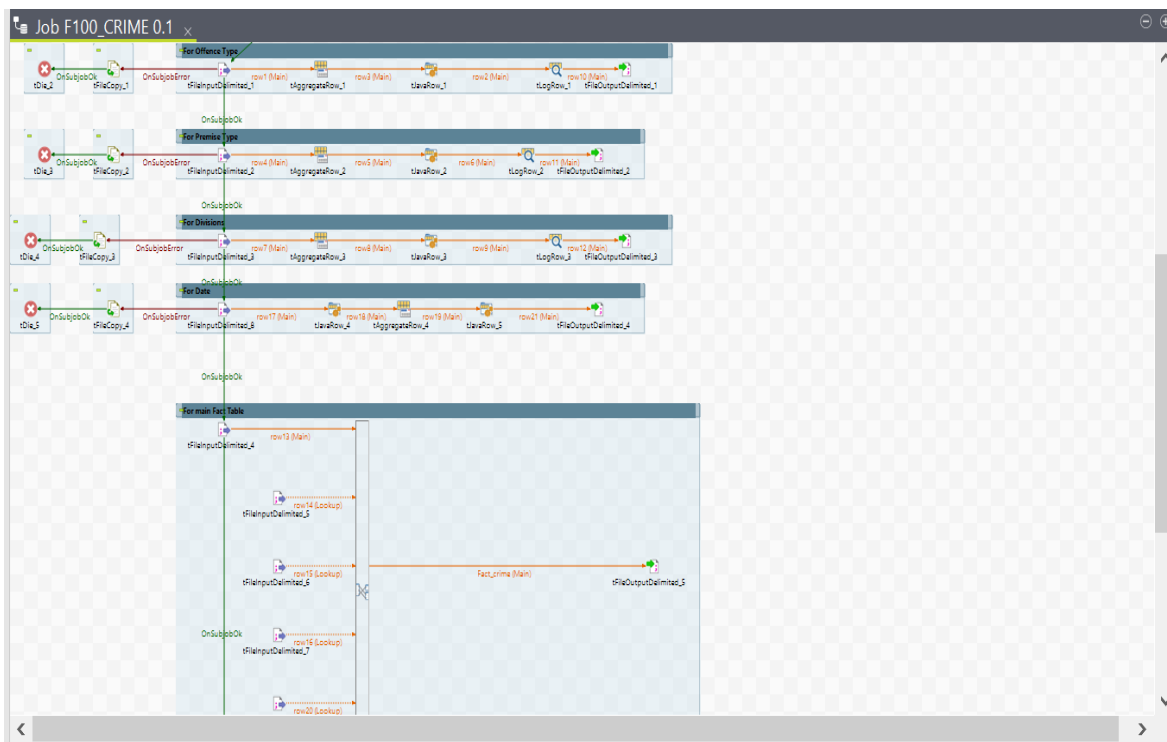 Job F100_CRIME 0.1
For Offence Type
OnSubjobOk OnSubjobError row1 (Main) row3 (Main) row2 (Main) row10 (Main)
tDie_2 tFileCopy_1 tFileInputDelimited_1 tAggregateRow_1 tJavaRow_1 tLogRow_1 tFileOutputDelimited_1
OnSubjobOk
For Premise Type
OnSubjobOk OnSubjobError row4 (Main) row5 (Main) row6 (Main) row11 (Main)
tDie_3 tFileCopy_2 tFileInputDelimited_2 tAggregateRow_2 tJavaRow_2 tLogRow_2 tFileOutputDelimited_2
OnSubjobOk
For Divisions
OnSubjobOk OnSubjobError row7 (Main) row8 (Main) row9 (Main) row12 (Main)
tDie_4 tFileCopy_3 tFileInputDelimited_3 tAggregateRow_3 tJavaRow_3 tLogRow_3 tFileOutputDelimited_3
OnSubjobOk
For Date
OnSubjobOk OnSubjobError row17 (Main) row18 (Main) row19 (Main) row21 (Main)
tDie_5 tFileCopy_4 tFileInputDelimited_8 tJavaRow_4 tAggregateRow_4 tJavaRow_5 tFileOutputDelimited_4
OnSubjobOk
For main Fact Table
row13 (Main)
tFileInputDelimited_4
row14 (Lookup)
tFileInputDelimited_5
row15 (Lookup) Fact_crime (Main)
tFileInputDelimited_6 tFileOutputDelimited_5
OnSubjobOk row16 (Lookup)
tFileInputDelimited_7
row20 (Lookup)